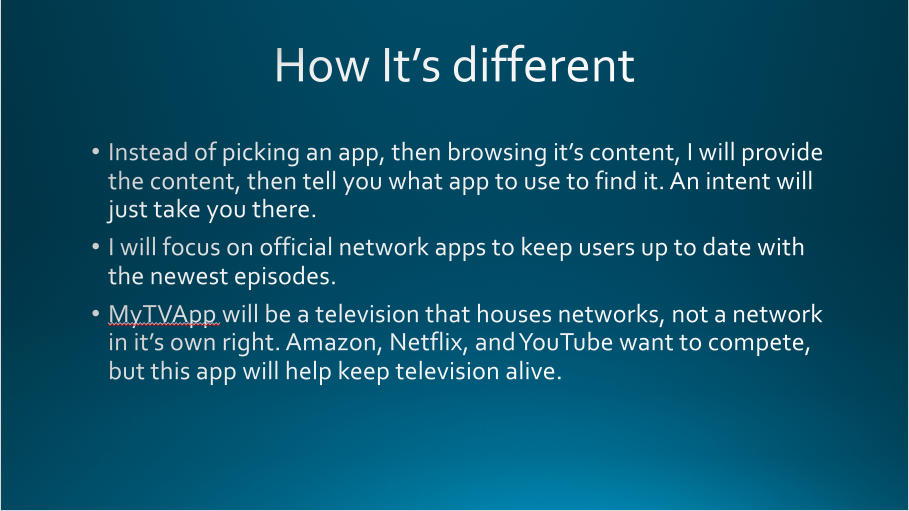 How It’s different
• Instead of picking an app, then browsing it’s content, I will provide
the content, then tell you what app to use to find it. An intent will
just take you there.
• I will focus on official network apps to keep users up to date with
the newest episodes.
• MyTVApp will be a television that houses networks, not a network
in it’s own right. Amazon, Netflix, and YouTube want to compete,
but this app will help keep television alive.